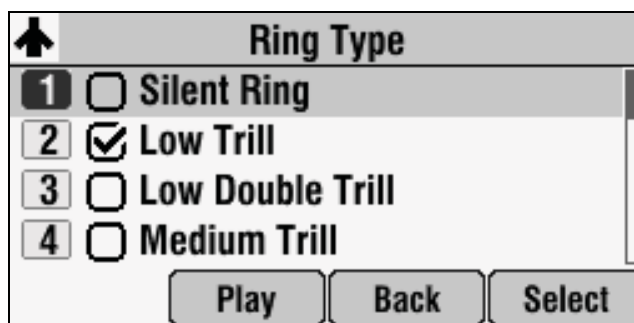 Ring Type
1 Silent Ring
2 Low Trill
3 Low Double Trill
4 Medium Trill
Play Back Select